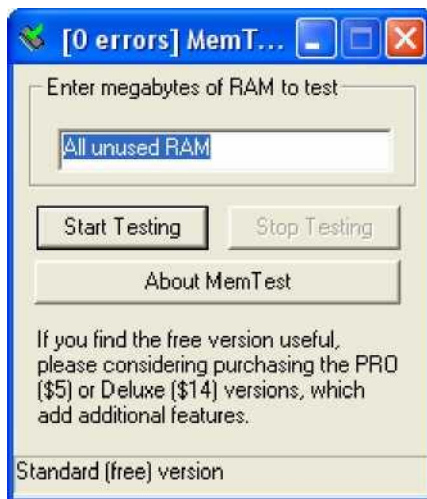 [0 errors] MemT...
Enter megabytes of RAM to test
All unused RAM
Start Testing
Stop Testing
About MemTest
If you find the free version useful,
please considering purchasing the PRO
($5) or Deluxe ($14) versions, which
add additional features.
Standard (free) version